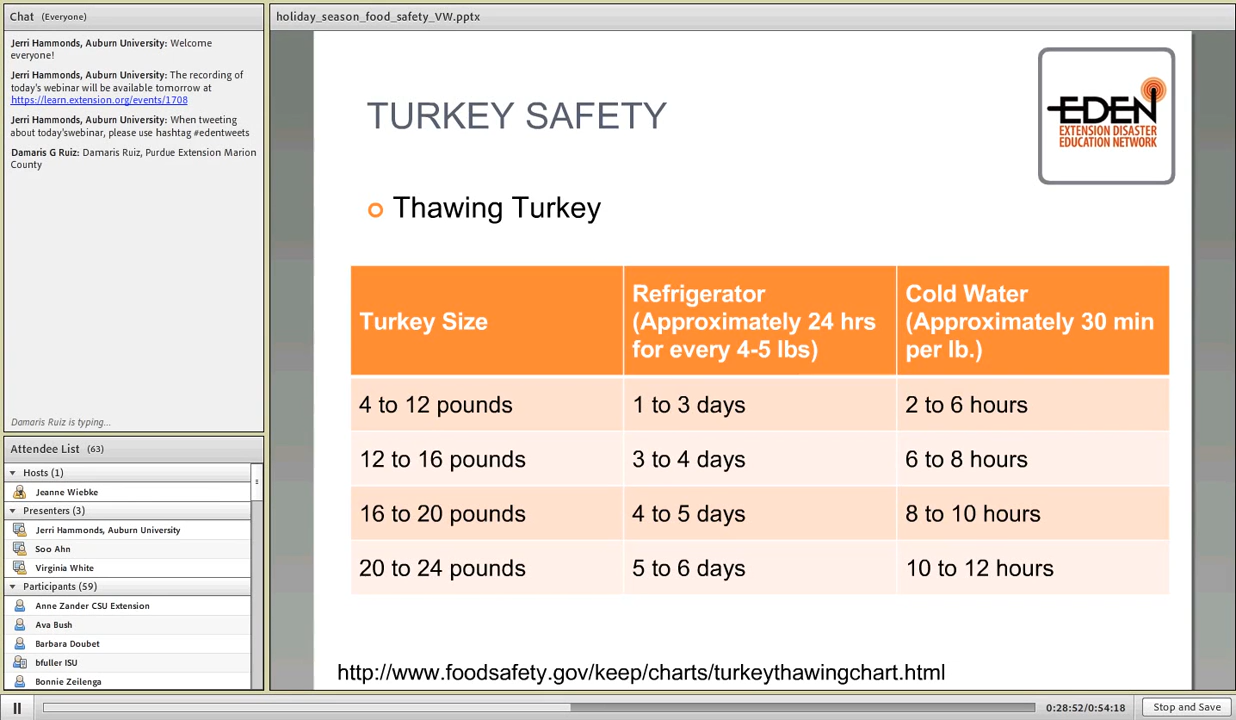 Chat (Everyone)
Jerri Hammonds, Auburn University: Welcome
everyone!
Jerri Hammonds, Auburn University: The recording of
today's webinar will be available tomorrow at
https://learn.extension.org/events/1708
Jerri Hammonds, Auburn University: When tweeting
about today'swebinar, please use hashtag #edentweets
Damaris G Ruiz: Damaris Ruiz, Purdue Extension Marion
County
Damaris Ruiz is typing...
Attendee List (63)
Hosts (1)
Jeanne Wiebke
Presenters (3)
Jerri Hammonds, Auburn University
Soo Ahn
Virginia White
Participants (59)
Anne Zander CSU Extension
Ava Bush
Barbara Doubet
bfuller ISU
Bonnie Zeilenga
holiday_season_food_safety_VW.pptx
TURKEY SAFETY
EDEN
EXTENSION DISASTER
EDUCATION NETWORK
Thawing Turkey
Turkey Size
Refrigerator
(Approximately 24 hrs
for every 4-5 lbs)
Cold Water
(Approximately 30 min
per lb.)
4 to 12 pounds 1 to 3 days 2 to 6 hours
12 to 16 pounds 3 to 4 days 6 to 8 hours
16 to 20 pounds 4 to 5 days 8 to 10 hours
20 to 24 pounds 5 to 6 days 10 to 12 hours
http://www.foodsafety.gov/keep/charts/turkeythawingchart.html
0:28:52/0:54:18
Stop and Save